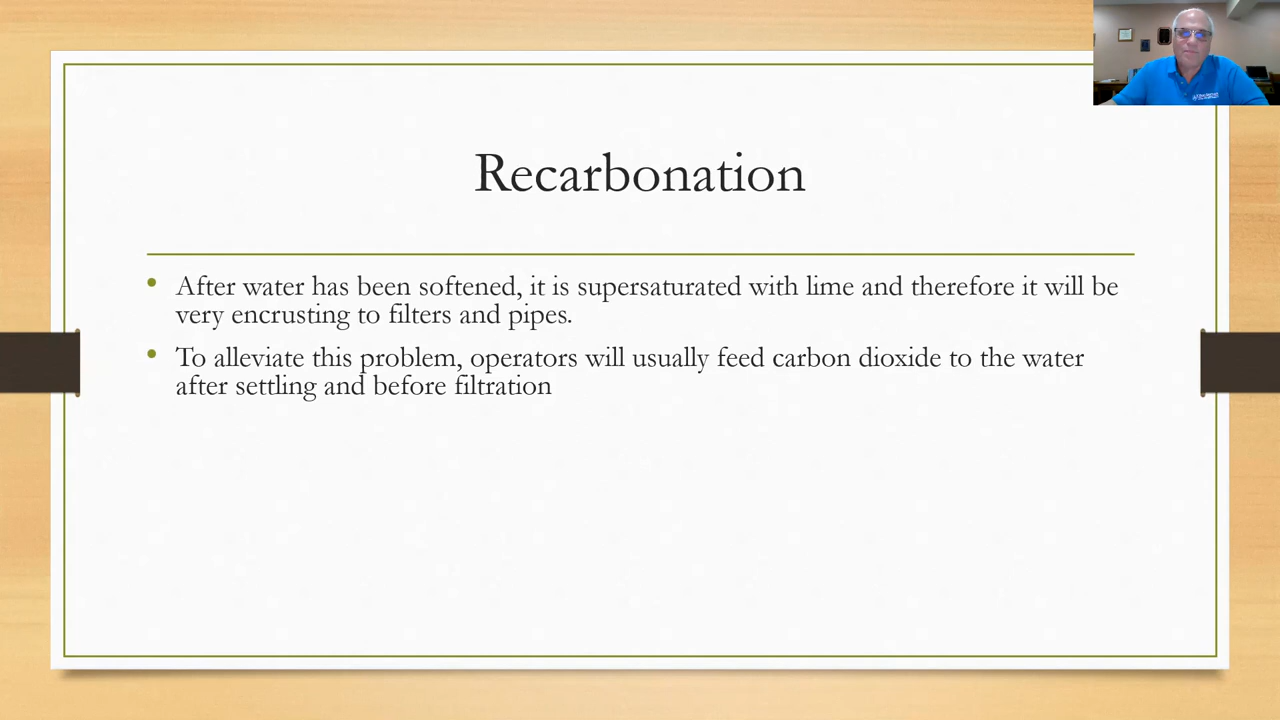 Recarbonation
• After water has been softened, it is supersaturated with lime and therefore it will be
very encrusting to filters and pipes.
• To alleviate this problem, operators will usually feed carbon dioxide to the water
after settling and before filtration